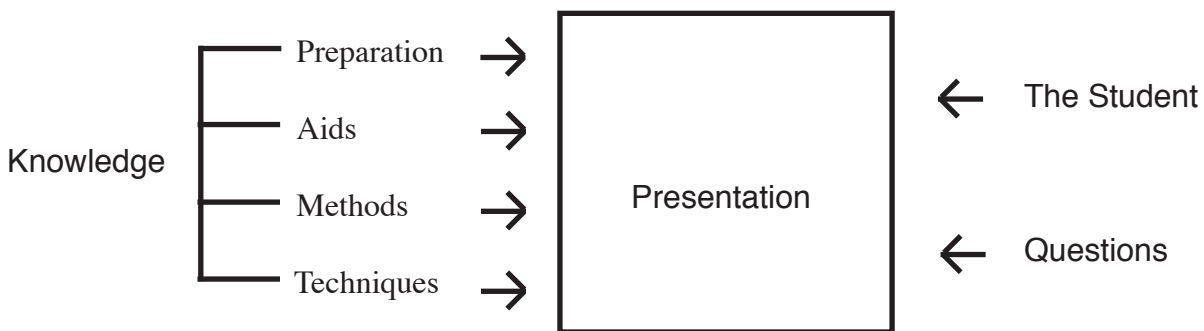 Knowledge
Preparation
Aids
Methods
Techniques
Presentation
The Student
Questions